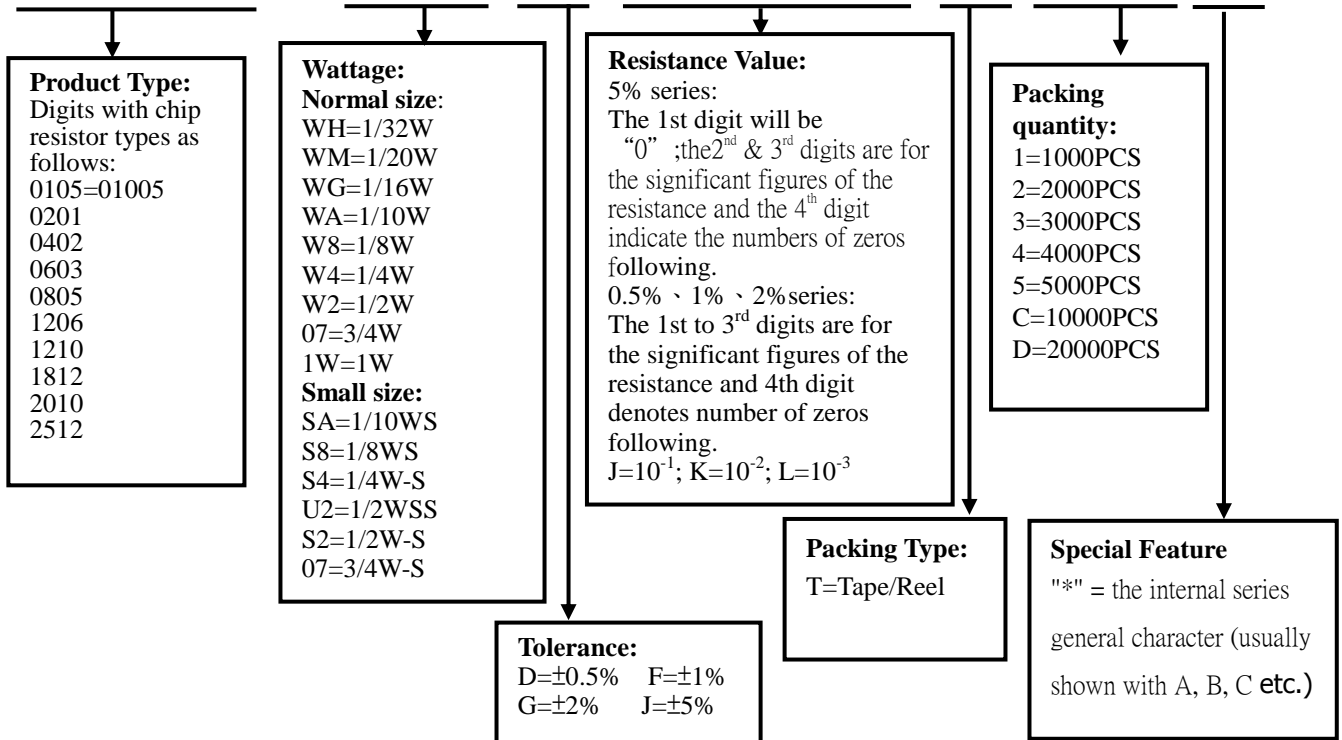 Product Type:
Digits with chip
resistor types as
follows:
0105=01005
0201
0402
0603
0805
1206
1210
1812
2010
2512
Wattage:
Normal size:
WH=1/32W
WM=1/20W
WG=1/16W
WA=1/10W
W8=1/8W
W4=1/4W
W2=1/2W
07=3/4W
1W=1W
Small size:
SA=1/10WS
S8=1/8WS
S4=1/4W-S
U2=1/2WSS
S2=1/2W-S
07=3/4W-S
Tolerance:
D=±0.5% F=±1%
G=±2% J=±5%
Resistance Value:
5% series:
The 1st digit will be
“0” ;the2nd & 3rd digits are for
the significant figures of the
resistance and the 4th digit
indicate the numbers of zeros
following.
0.5%、1%、2%series:
The 1st to 3rd digits are for
the significant figures of the
resistance and 4th digit
denotes number of zeros
following.
J=10-1; K=10-2; L=10-3
Packing Type:
T=Tape/Reel
Packing
quantity:
1=1000PCS
2=2000PCS
3=3000PCS
4=4000PCS
5=5000PCS
C=10000PCS
D=20000PCS
Special Feature
"*" = the internal series
general character (usually
shown with A, B, C etc.)